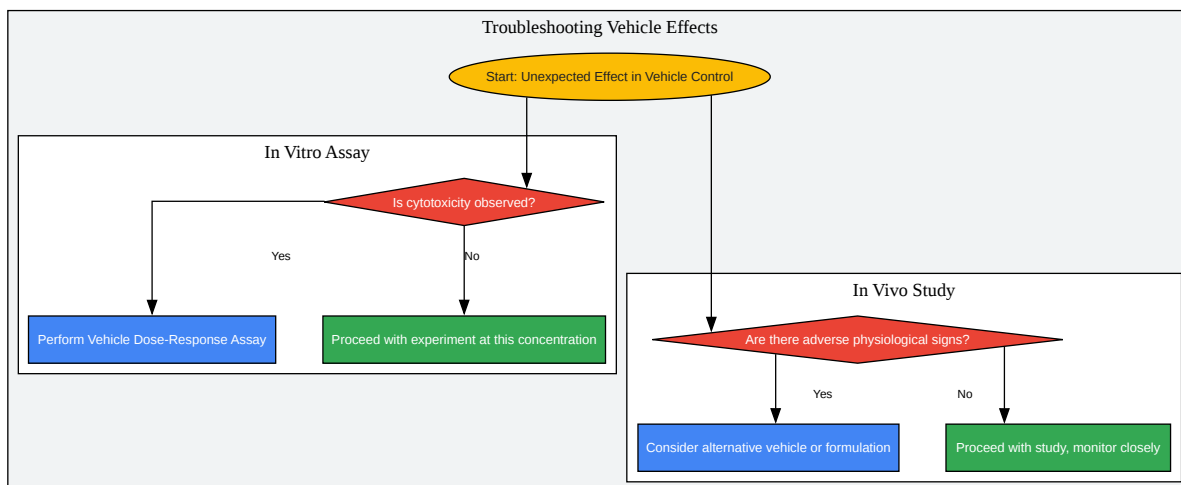 Troubleshooting Vehicle Effects
Start: Unexpected Effect in Vehicle Control
In Vitro Assay
Is cytotoxicity observed?
Yes
No
Perform Vehicle Dose-Response Assay
Proceed with experiment at this concentration
In Vivo Study
Are there adverse physiological signs?
Yes
No
Consider alternative vehicle or formulation
Proceed with study, monitor closely